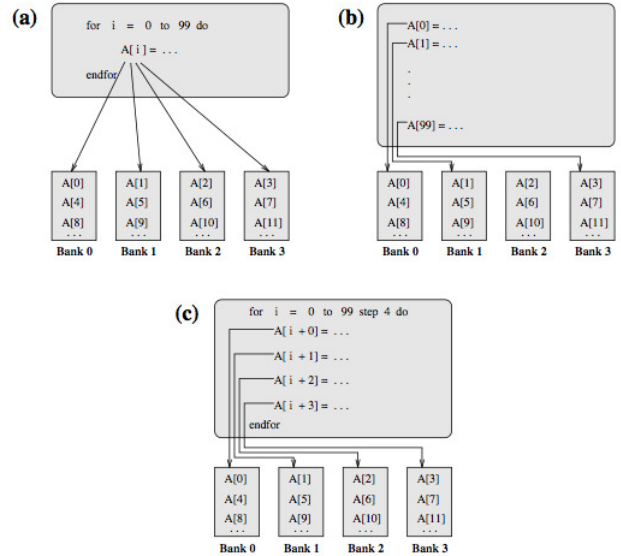 (a)
for i = 0 to 99 do
A[ i ] = . . .
endfor
A[0] A[1] A[2] A[3]
A[4] A[5] A[6] A[7]
A[8] A[9] A[10] A[11]
. . . . . . . . . . . .
Bank 0 Bank 1 Bank 2 Bank 3
(b)
A[0] = . . .
A[1] = . . .
.
.
.
A[99] = . . .
A[0] A[1] A[2] A[3]
A[4] A[5] A[6] A[7]
A[8] A[9] A[10] A[11]
. . . . . . . . . . . .
Bank 0 Bank 1 Bank 2 Bank 3
(c)
for i = 0 to 99 step 4 do
A[ i + 0] = . . .
A[ i + 1] = . . .
A[ i + 2] = . . .
A[ i + 3] = . . .
endfor
A[0] A[1] A[2] A[3]
A[4] A[5] A[6] A[7]
A[8] A[9] A[10] A[11]
. . . . . . . . . . . .
Bank 0 Bank 1 Bank 2 Bank 3